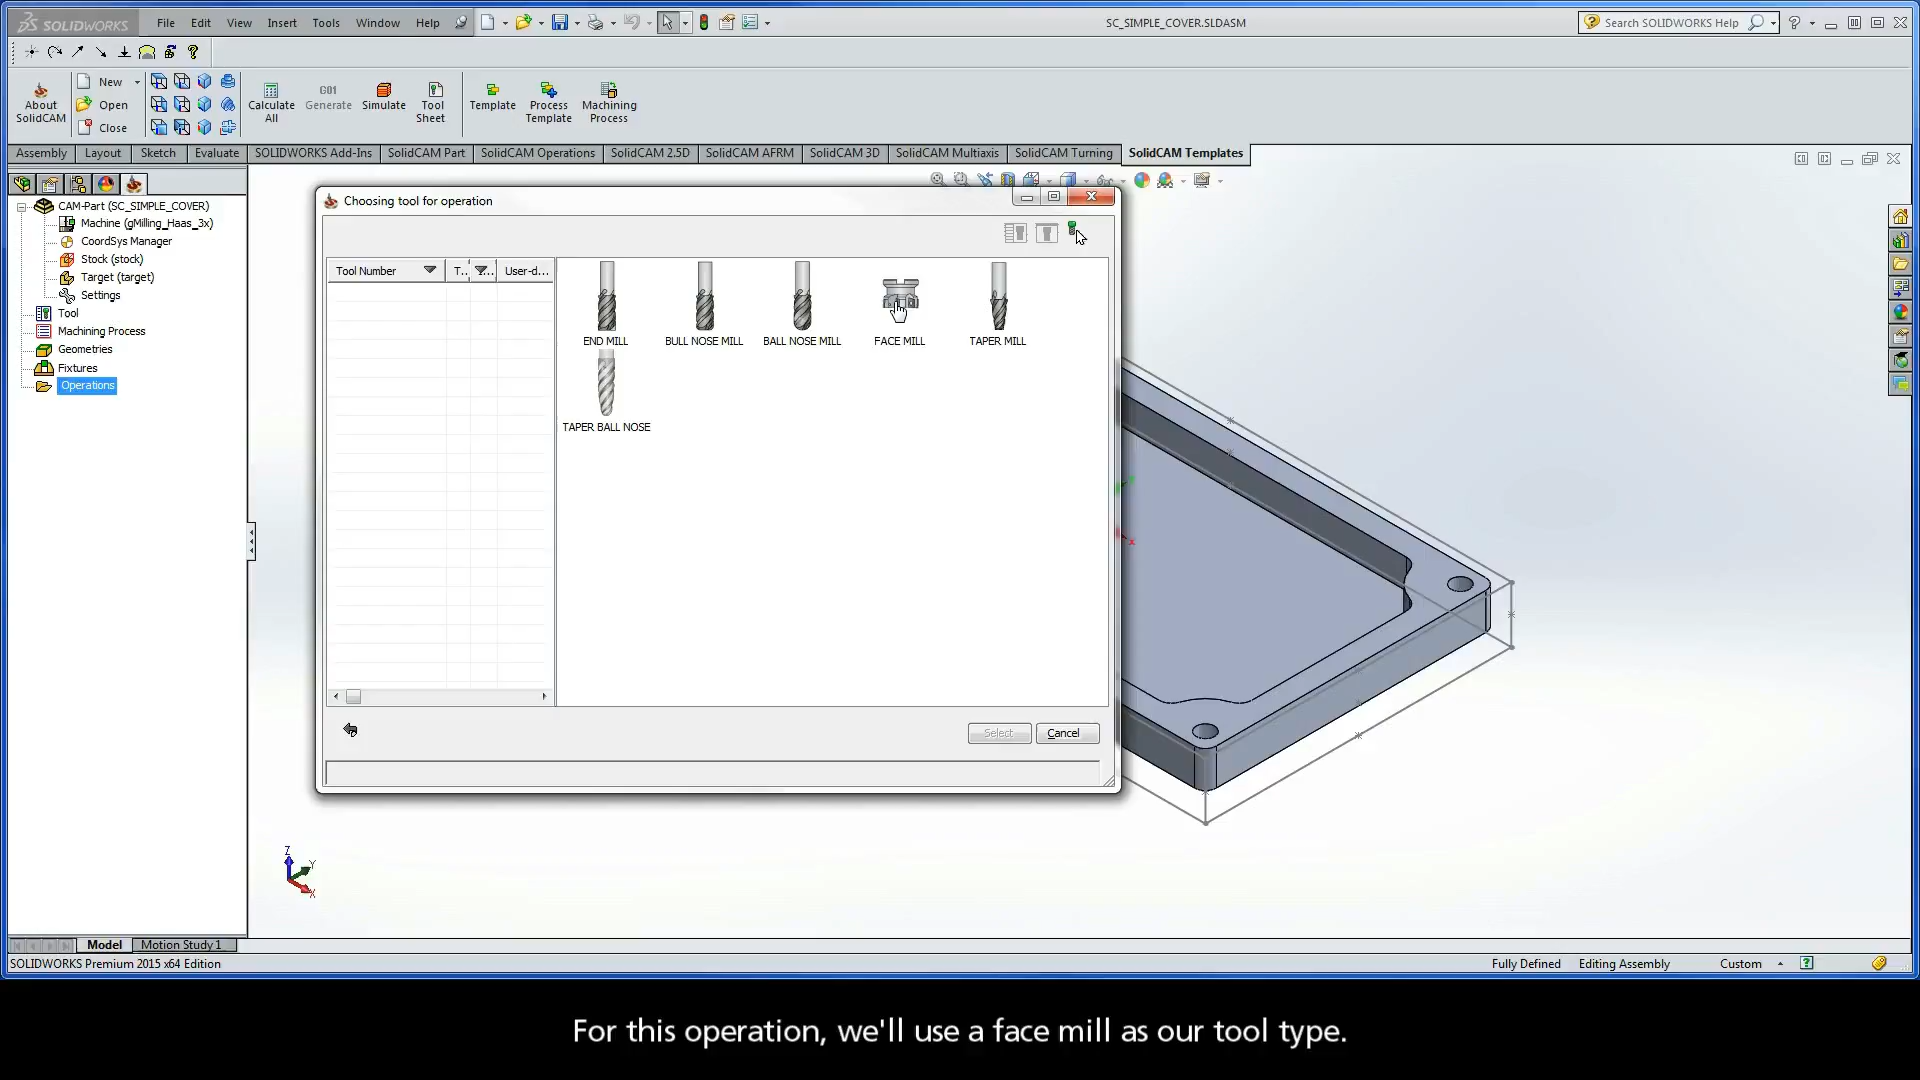 SOLIDWORKS File Edit View Insert Tools Window Help SC_SIMPLE_COVER.SLDASM Search SOLIDWORKS Help
About SolidCAM
New
Open
Close
Calculate All
G01 Generate
Simulate
Tool Sheet
Template
Process Template
Machining Process
Assembly Layout Sketch Evaluate SOLIDWORKS Add-Ins SolidCAM Part SolidCAM Operations SolidCAM 2.5D SolidCAM AFRM SolidCAM 3D SolidCAM Multiaxis SolidCAM Turning SolidCAM Templates
CAM-Part (SC_SIMPLE_COVER)
Machine (gMilling_Haas_3x)
CoordSys Manager
Stock (stock)
Target (target)
Settings
Tool
Machining Process
Geometries
Fixtures
Operations
Choosing tool for operation
Tool Number T.. User-d...
END MILL BULL NOSE MILL BALL NOSE MILL FACE MILL TAPER MILL
TAPER BALL NOSE
Select Cancel
Z Y X
x
Model Motion Study 1
SOLIDWORKS Premium 2015 x64 Edition Fully Defined Editing Assembly Custom
For this operation, we'll use a face mill as our tool type.